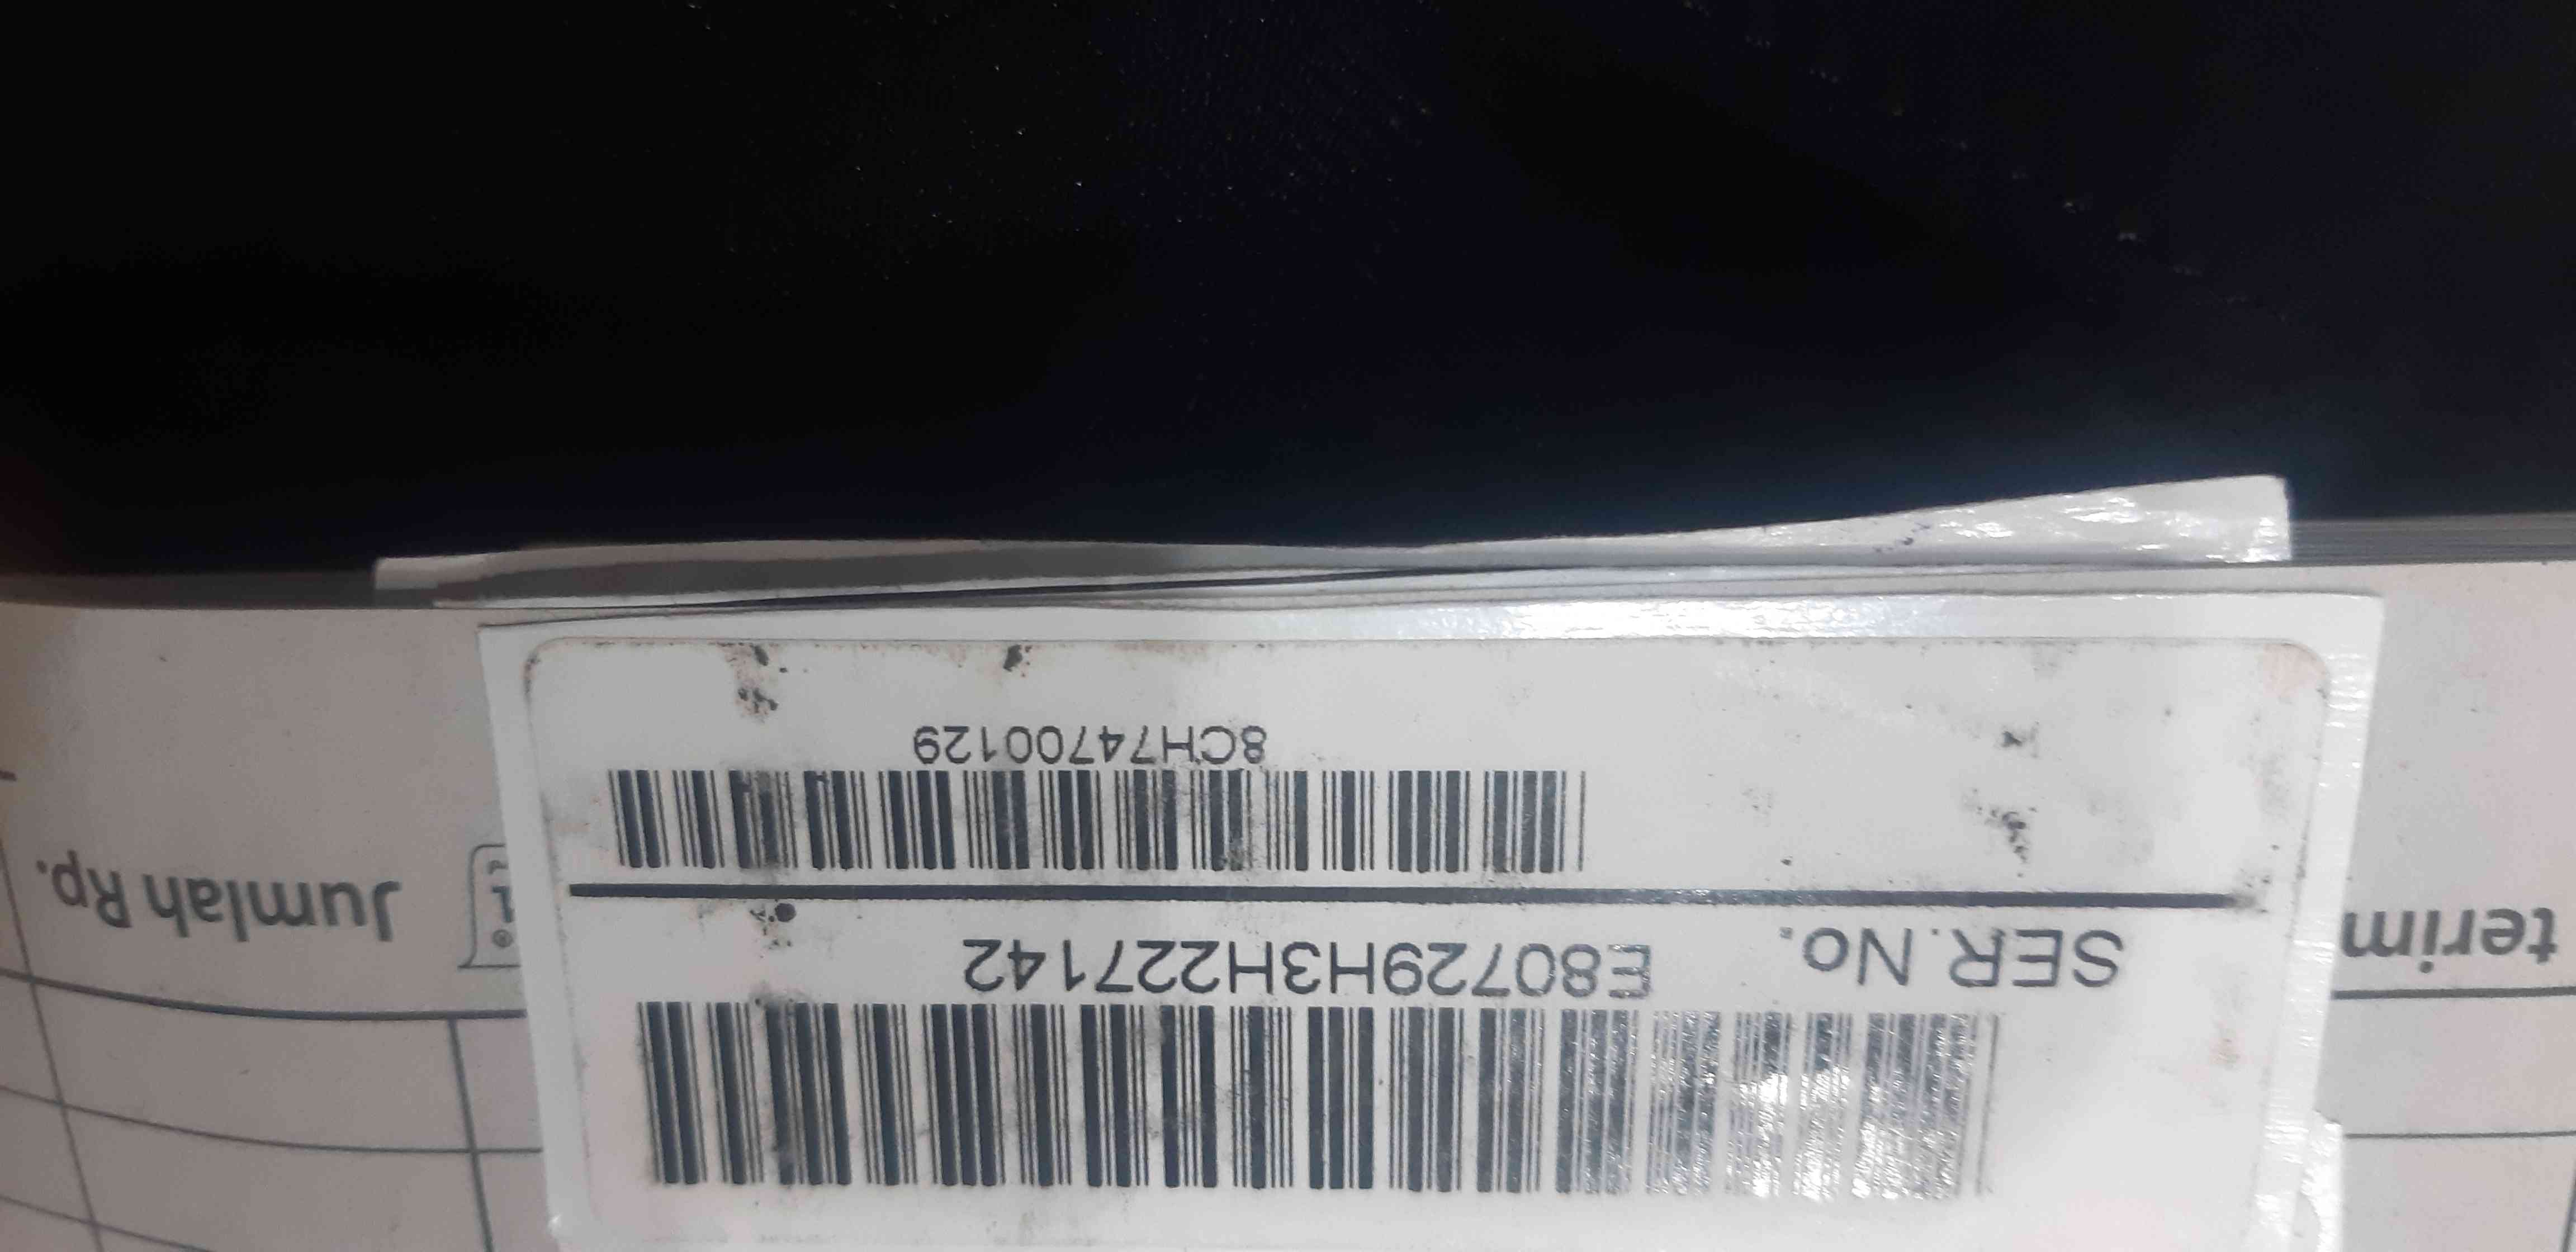 SER.No. E80729H3H227142
8CH74700129
terim
Jumlah Rp.